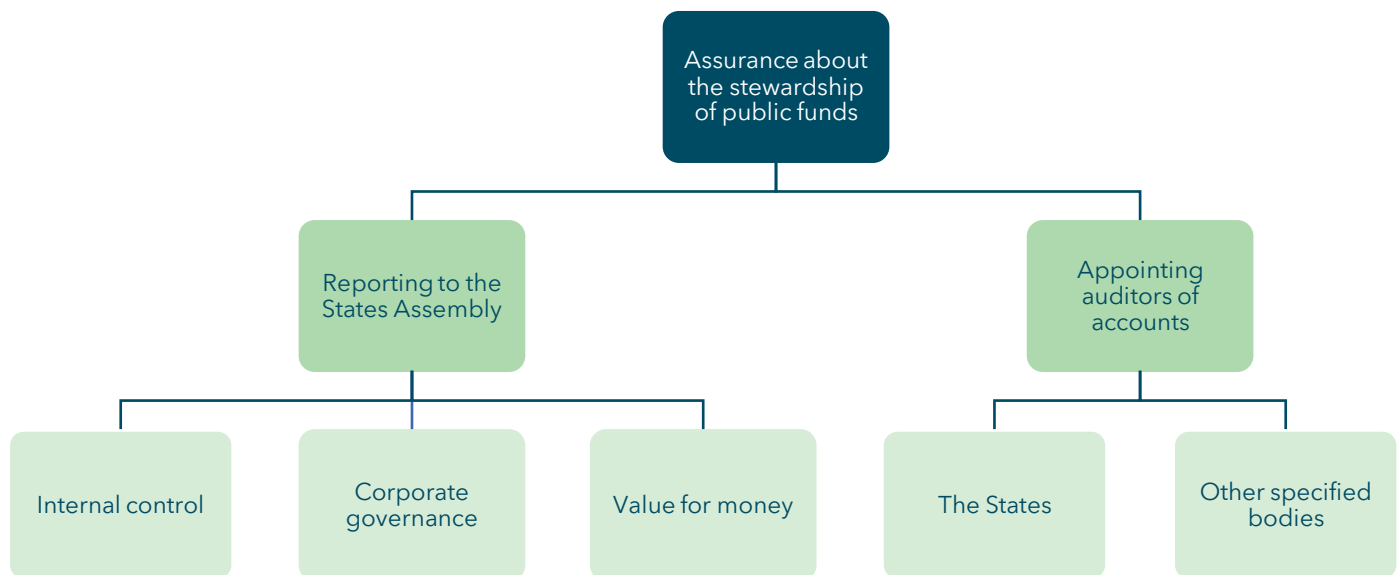 Assurance about
the stewardship
of public funds
Reporting to the
States Assembly
Appointing
auditors of
accounts
Internal control
Corporate
governance
Value for money
The States
Other specified
bodies